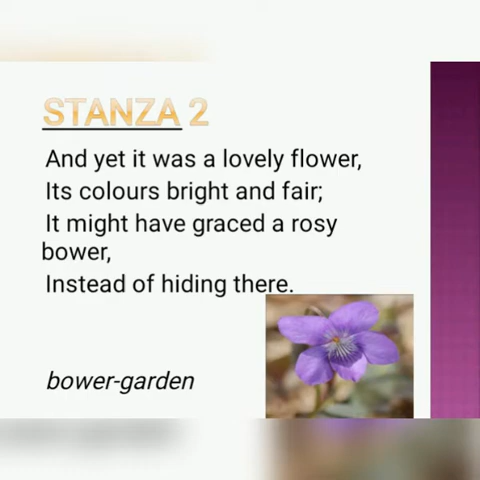 STANZA 2
And yet it was a lovely flower,
Its colours bright and fair;
It might have graced a rosy
bower,
Instead of hiding there.
bower-garden